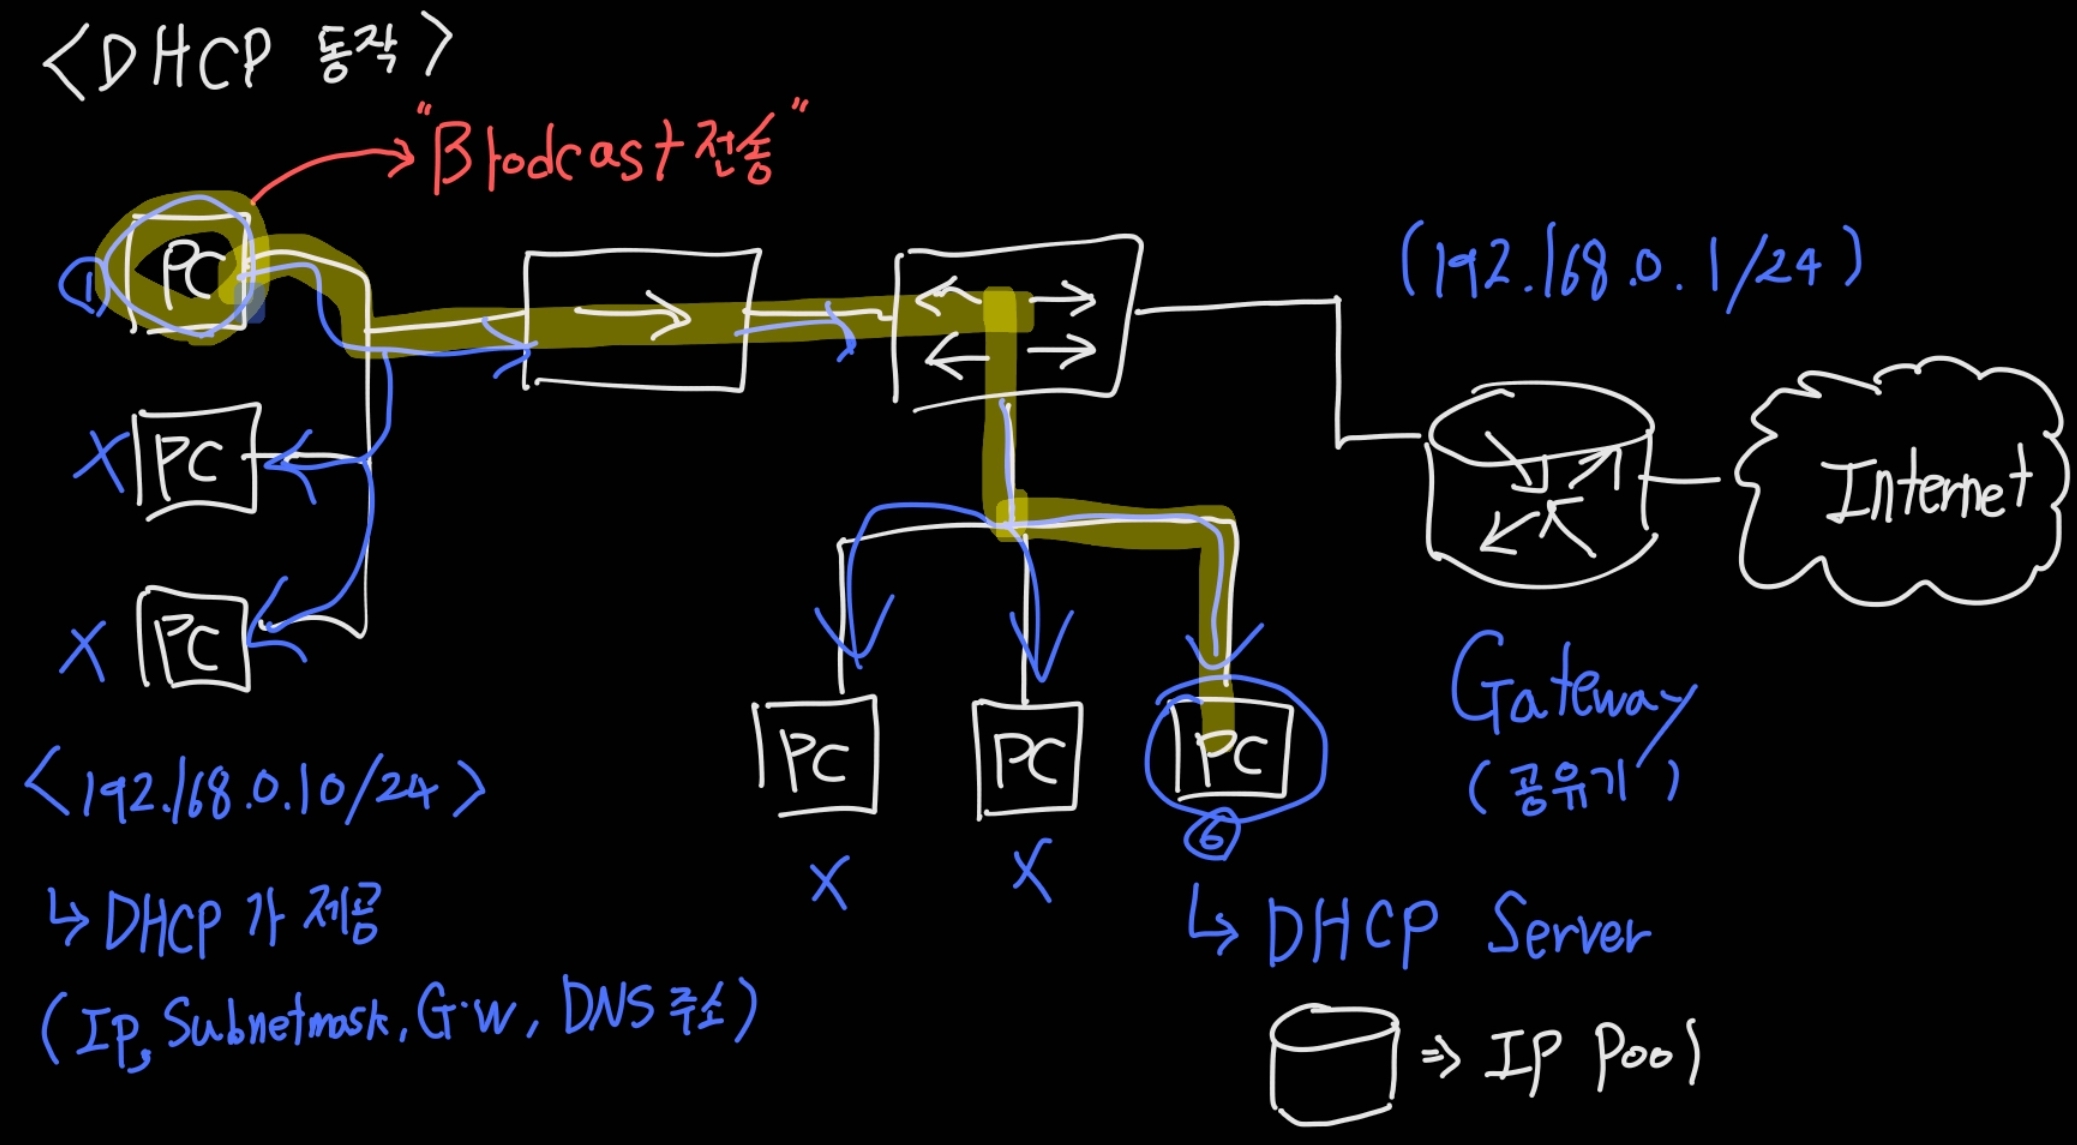 <DHCP 동작>
"Brodcast 전송"
PC
①
(192.168.0.1/24)
X PC
Internet
X PC
Gateway
(공유기)
PC
PC
PC
<192.168.0.10/24>
⑥
X
X
↳ DHCP 가 제공
↳ DHCP Server
(Ip, Subnetmask, G·W, DNS 주소)
⇒ IP Pool